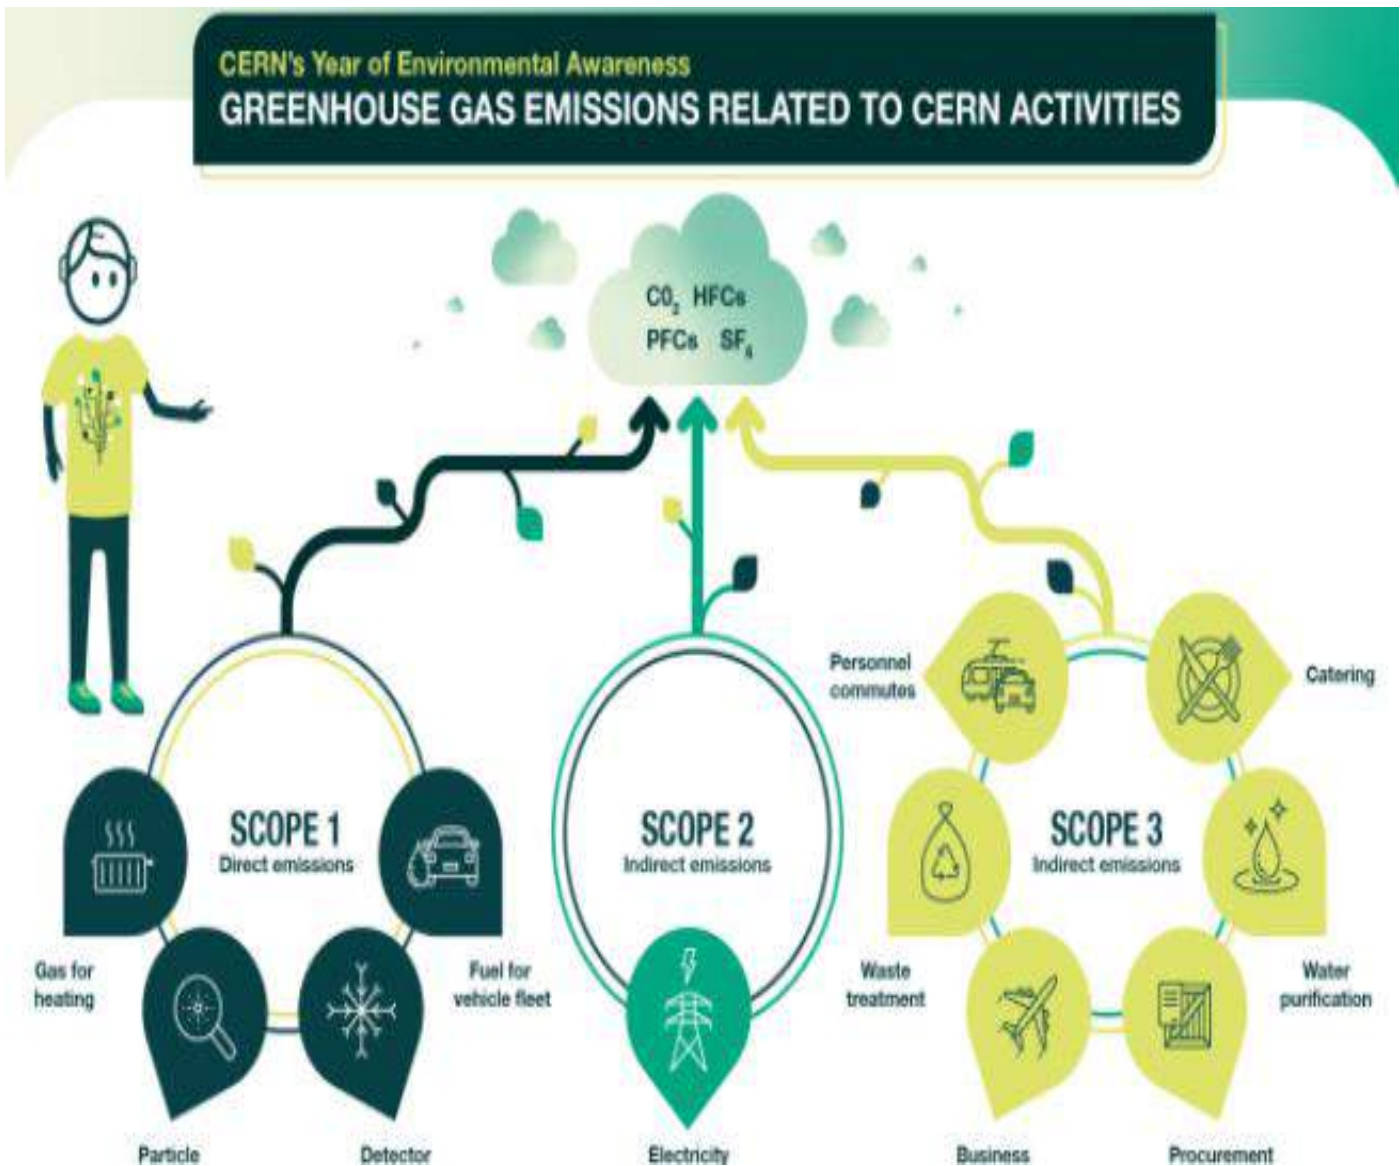 CERN's Year of Environmental Awareness
GREENHOUSE GAS EMISSIONS RELATED TO CERN ACTIVITIES
C0₂ HFCs
PFCs SF₆
Personnel
commutes
Catering
SCOPE 1
Direct emissions
SCOPE 2
Indirect emissions
SCOPE 3
Indirect emissions
Gas for
heating
Fuel for
vehicle fleet
Waste
treatment
Water
purification
Particle
Detector
Electricity
Business
Procurement